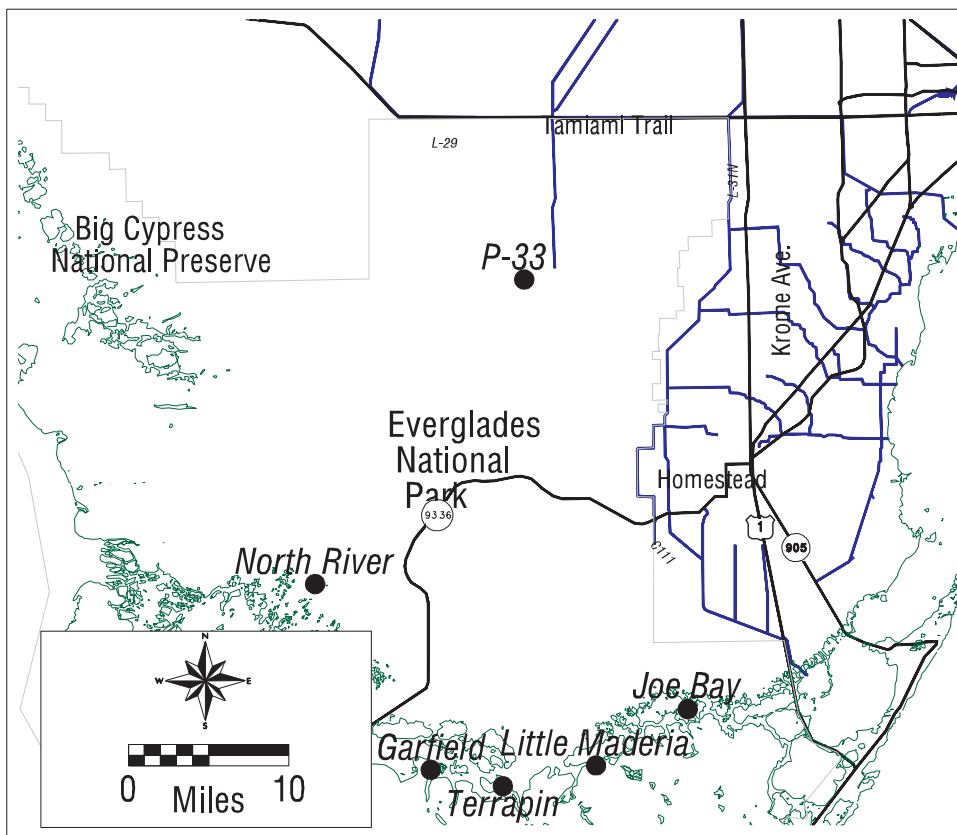 Tamiami Trail
L-29
L-31N
Big Cypress
National Preserve
P-33
Krome Ave.
Everglades
National
Park
9336
Homestead
1
905
C111
North River
N
W E
S
Joe Bay
Garfield
Little Maderia
Terrapin
0 10
Miles